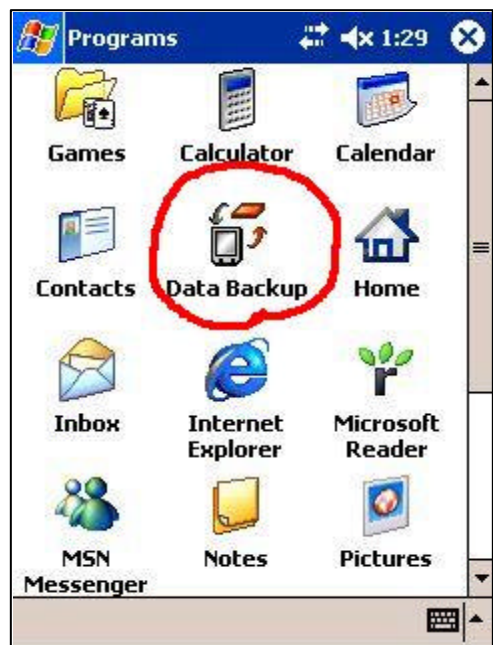 Programs 1:29
Games Calculator Calendar
Contacts Data Backup Home
Inbox Internet Explorer Microsoft Reader
MSN Messenger Notes Pictures